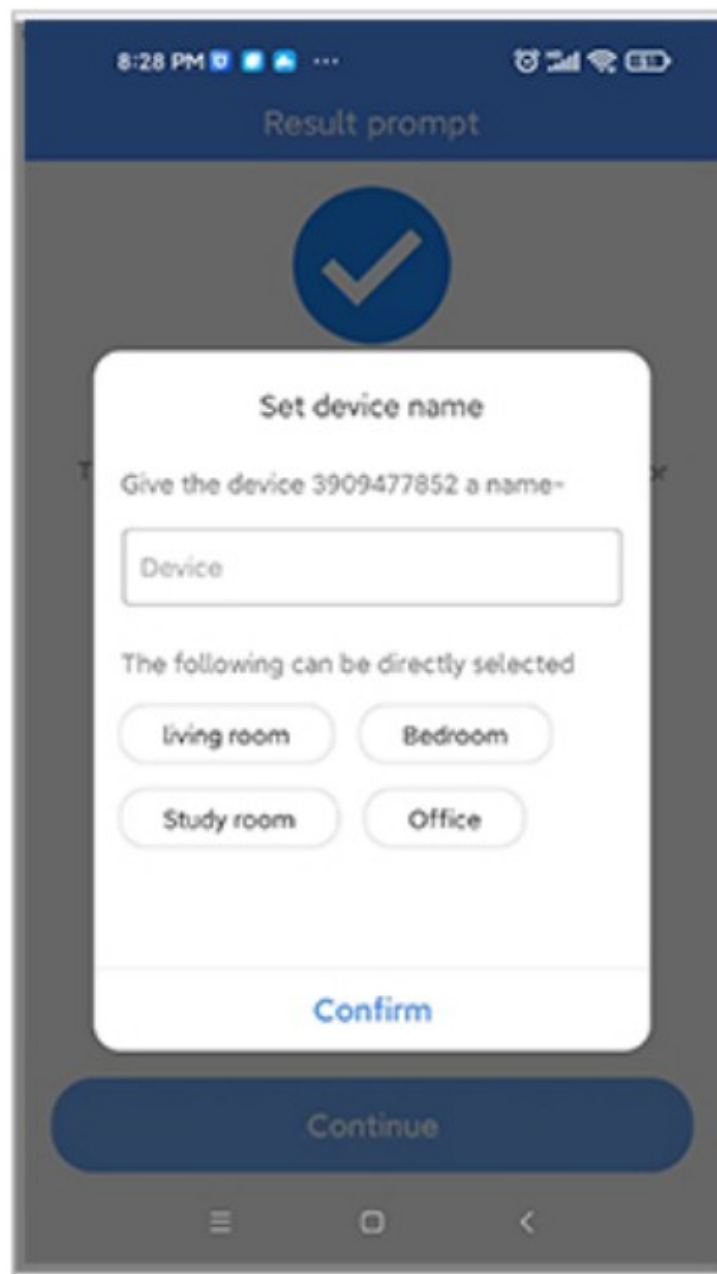 8:28 PM ···
Result prompt
Set device name
Give the device 3909477852 a name~
Device
The following can be directly selected
living room
Bedroom
Study room
Office
Confirm
Continue